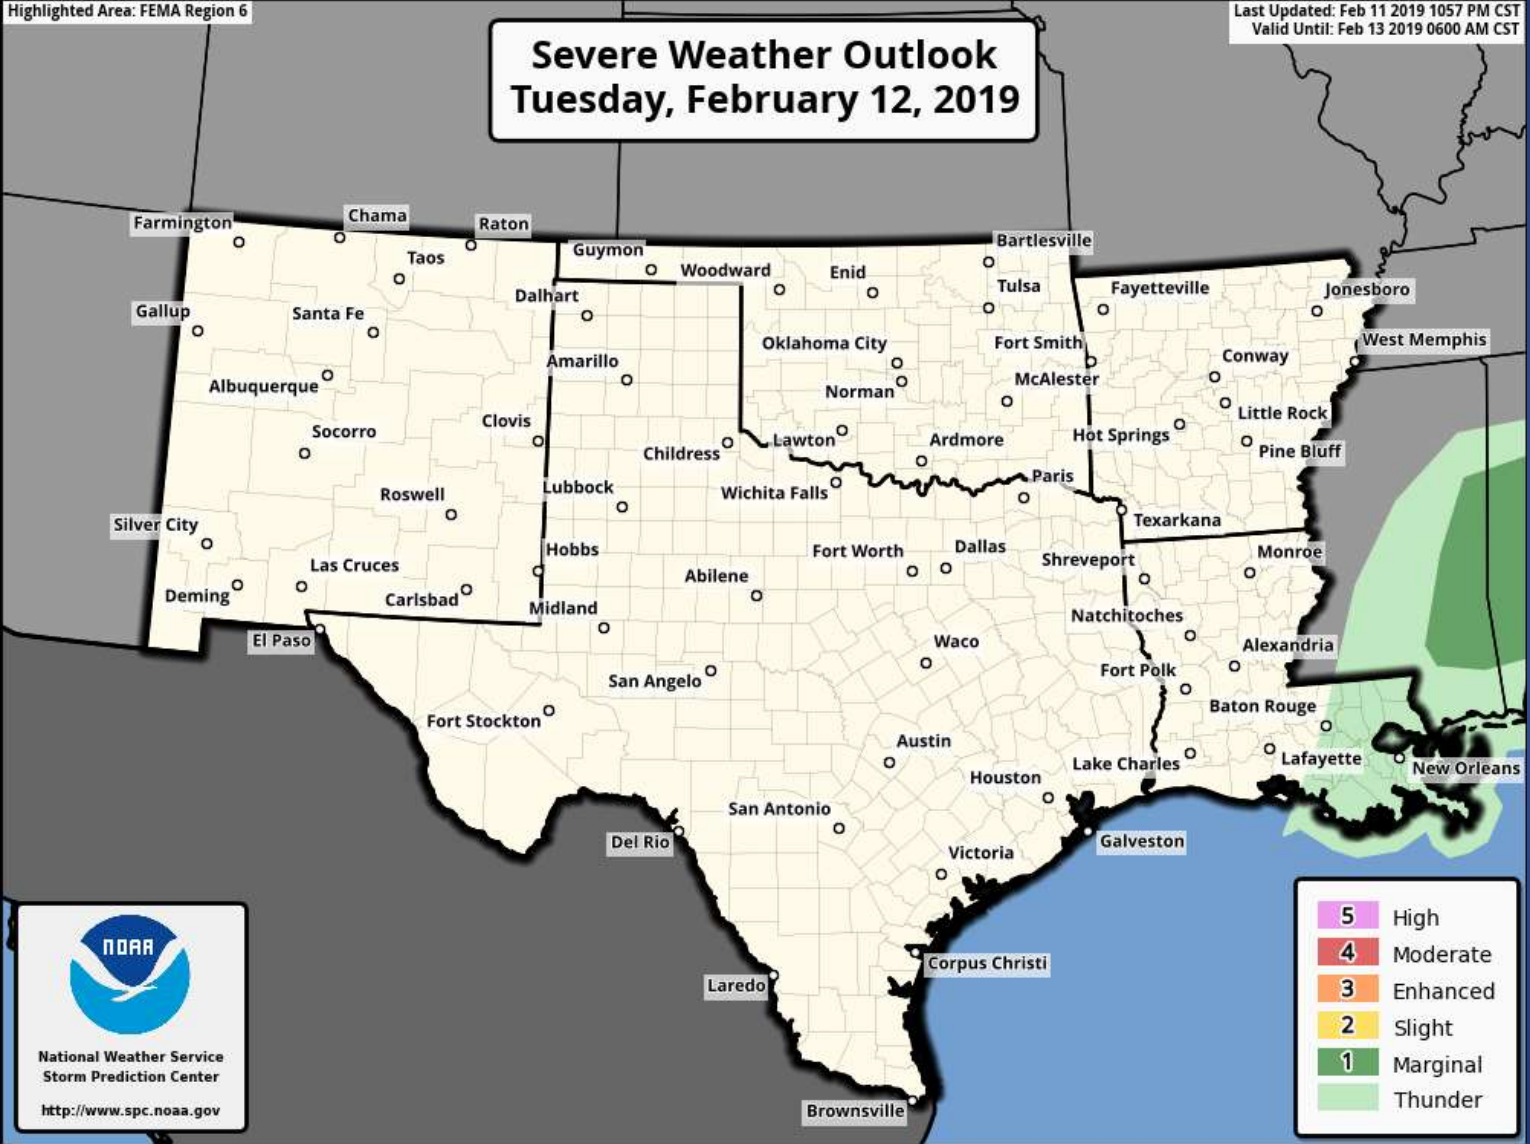 Highlighted Area: FEMA Region 6
Last Updated: Feb 11 2019 1057 PM CST
Valid Until: Feb 13 2019 0600 AM CST
Severe Weather Outlook
Tuesday, February 12, 2019
Farmington
Chama
Raton
Guymon
Bartlesville
Taos
Woodward
Enid
Tulsa
Fayetteville
Jonesboro
Dalhart
Gallup
Santa Fe
Oklahoma City
Fort Smith
West Memphis
Amarillo
Conway
Albuquerque
Norman
McAlester
Little Rock
Clovis
Socorro
Lawton
Ardmore
Hot Springs
Childress
Pine Bluff
Roswell
Lubbock
Wichita Falls
Paris
Silver City
Texarkana
Hobbs
Fort Worth
Dallas
Shreveport
Monroe
Las Cruces
Abilene
Deming
Carlsbad
Midland
Natchitoches
El Paso
Waco
Alexandria
San Angelo
Fort Polk
Fort Stockton
Baton Rouge
Austin
Lafayette
Houston
Lake Charles
New Orleans
San Antonio
Del Rio
Galveston
Victoria
Corpus Christi
Laredo
Brownsville
NOAA
National Weather Service
Storm Prediction Center
http://www.spc.noaa.gov
5 High
4 Moderate
3 Enhanced
2 Slight
1 Marginal
Thunder